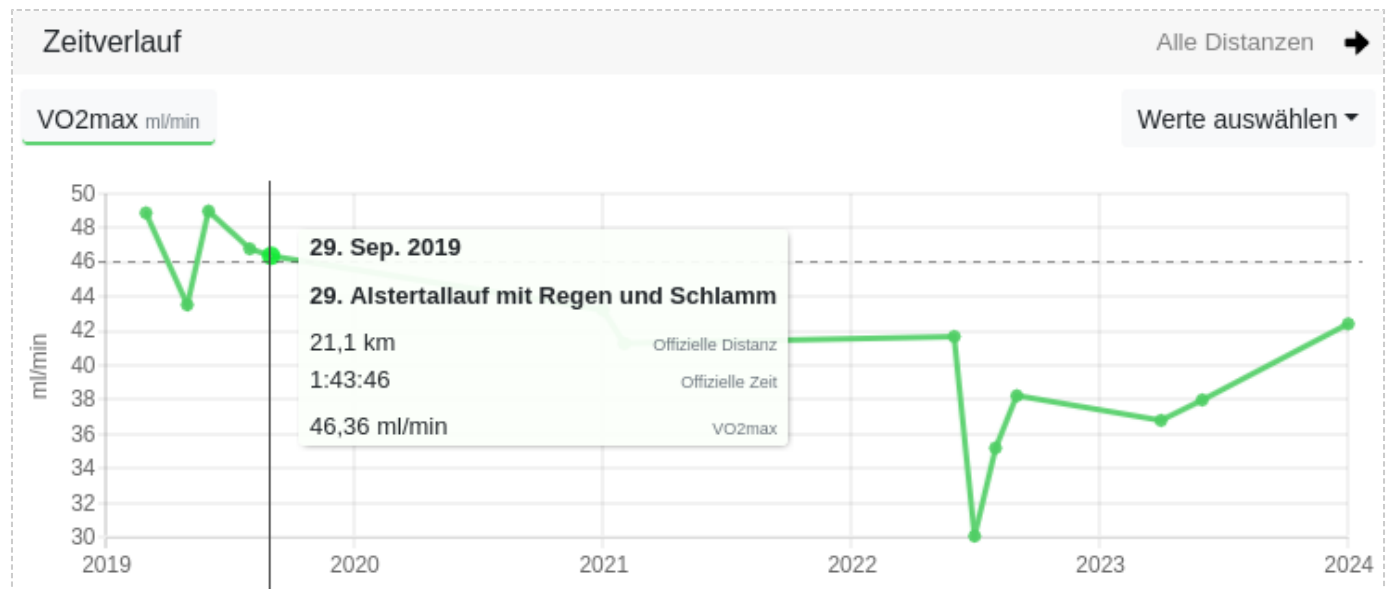 Zeitverlauf
Alle Distanzen
VO2max ml/min
Werte auswählen
50
48
46
44
42
40
38
36
34
32
30
ml/min
29. Sep. 2019
29. Alstertallauf mit Regen und Schlamm
21,1 km Offizielle Distanz
1:43:46 Offizielle Zeit
46,36 ml/min VO2max
2019 2020 2021 2022 2023 2024